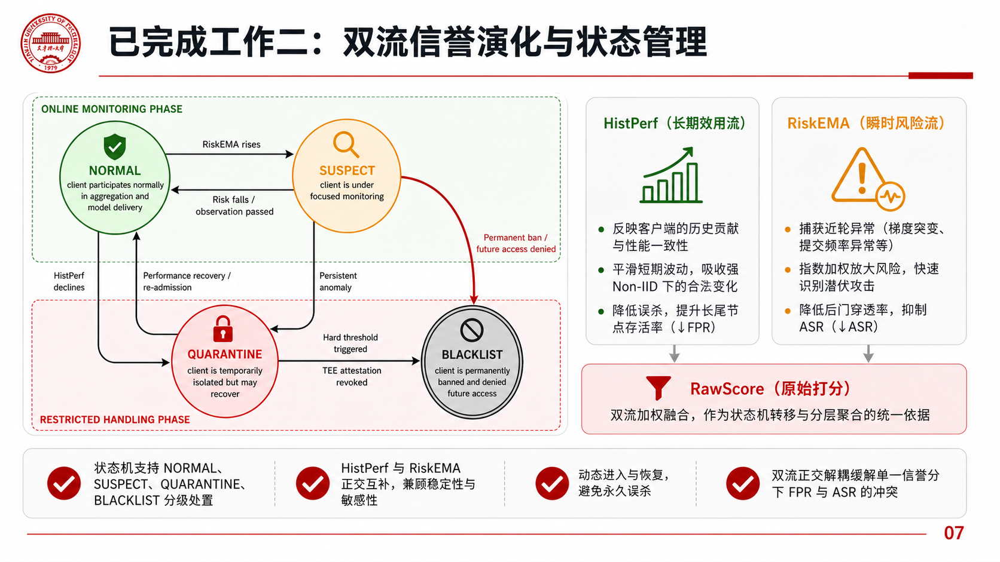 已完成工作二：双流信誉演化与状态管理
1979
ONLINE MONITORING PHASE
NORMAL
client participates normally
in aggregation and
model delivery
RiskEMA rises
Risk falls /
observation passed
SUSPECT
client is under
focused monitoring
Permanent ban /
future access denied
HistPerf
declines
Performance recovery /
re-admission
Persistent
anomaly
QUARANTINE
client is temporarily
isolated but may
recover
Hard threshold
triggered
TEE attestation
revoked
BLACKLIST
client is permanently
banned and denied
future access
RESTRICTED HANDLING PHASE
HistPerf（长期效用流）
● 反映客户端的历史贡献
与性能一致性
● 平滑短期波动，吸收强
Non-IID 下的合法变化
● 降低误杀，提升长尾节
点存活率（↓FPR）
RiskEMA（瞬时风险流）
● 捕获近轮异常（梯度突变、
提交频率异常等）
● 指数加权放大风险，快速
识别潜伏攻击
● 降低后门穿透率，抑制
ASR（↓ASR）
RawScore（原始打分）
双流加权融合，作为状态机转移与分层聚合的统一依据
状态机支持 NORMAL、
SUSPECT、QUARANTINE、
BLACKLIST 分级处置
HistPerf 与 RiskEMA
正交互补，兼顾稳定性与
敏感性
动态进入与恢复，
避免永久误杀
双流正交解耦缓解单一信誉分
下 FPR 与 ASR 的冲突
07